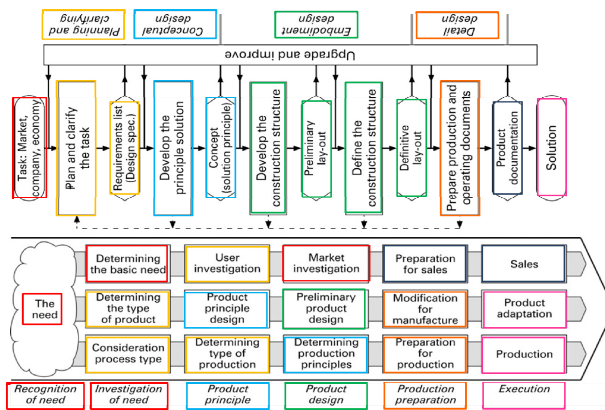 Planning and
clarifying
Conceptual
design
Embodiment
design
Detail
design
Upgrade and improve
Task: Market,
company, economy
Plan and clarify
the task
Requirements list
(Design spec.)
Develop the
principle solution
Concept
(solution principle)
Develop the
construction structure
Preliminary
lay-out
Define the
construction structure
Definitive
lay-out
Prepare production and
operating documents
Product
documentation
Solution
The
need
Determining
the basic need
User
investigation
Market
investigation
Preparation
for sales
Sales
Determining
the type
of product
Product
principle
design
Preliminary
product
design
Modification
for
manufacture
Product
adaptation
Consideration
process type
Determining
type of
production
Determining
production
principles
Preparation
for
production
Production
Recognition
of need
Investigation
of need
Product
principle
Product
design
Production
preparation
Execution